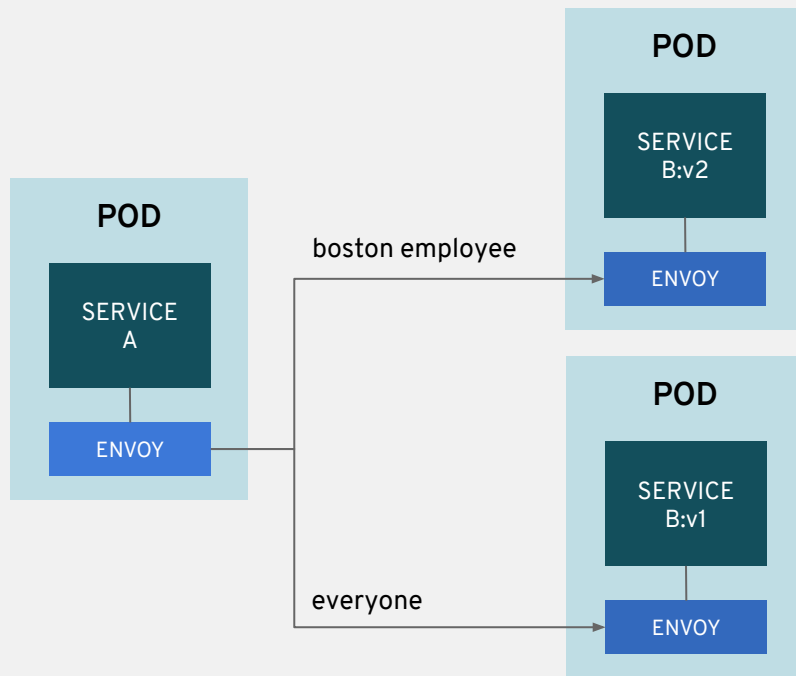 POD
SERVICE
A
ENVOY
boston employee
everyone
POD
SERVICE
B:v2
ENVOY
POD
SERVICE
B:v1
ENVOY